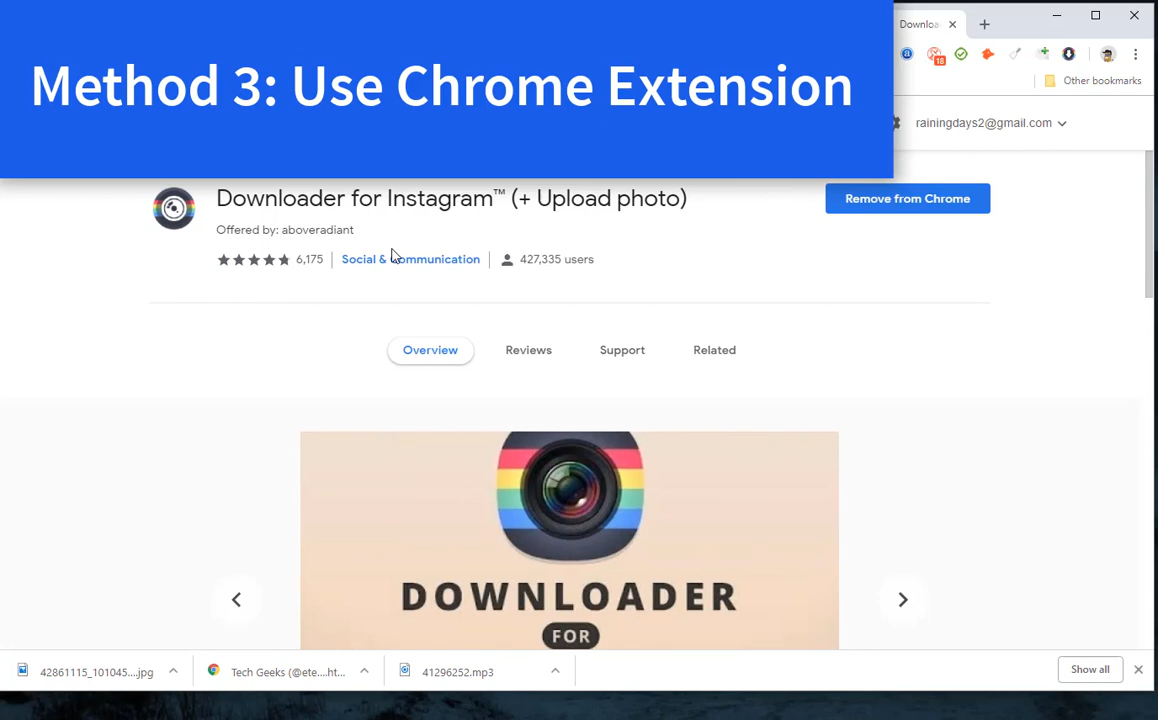 Method 3: Use Chrome Extension
Downloa
18
Other bookmarks
rainingdays2@gmail.com
Downloader for Instagram™ (+ Upload photo)
Remove from Chrome
Offered by: aboveradiant
6,175
Social & Communication
427,335 users
Overview
Reviews
Support
Related
DOWNLOADER
FOR
42861115_101045....jpg
Tech Geeks (@ete....ht...
41296252.mp3
Show all